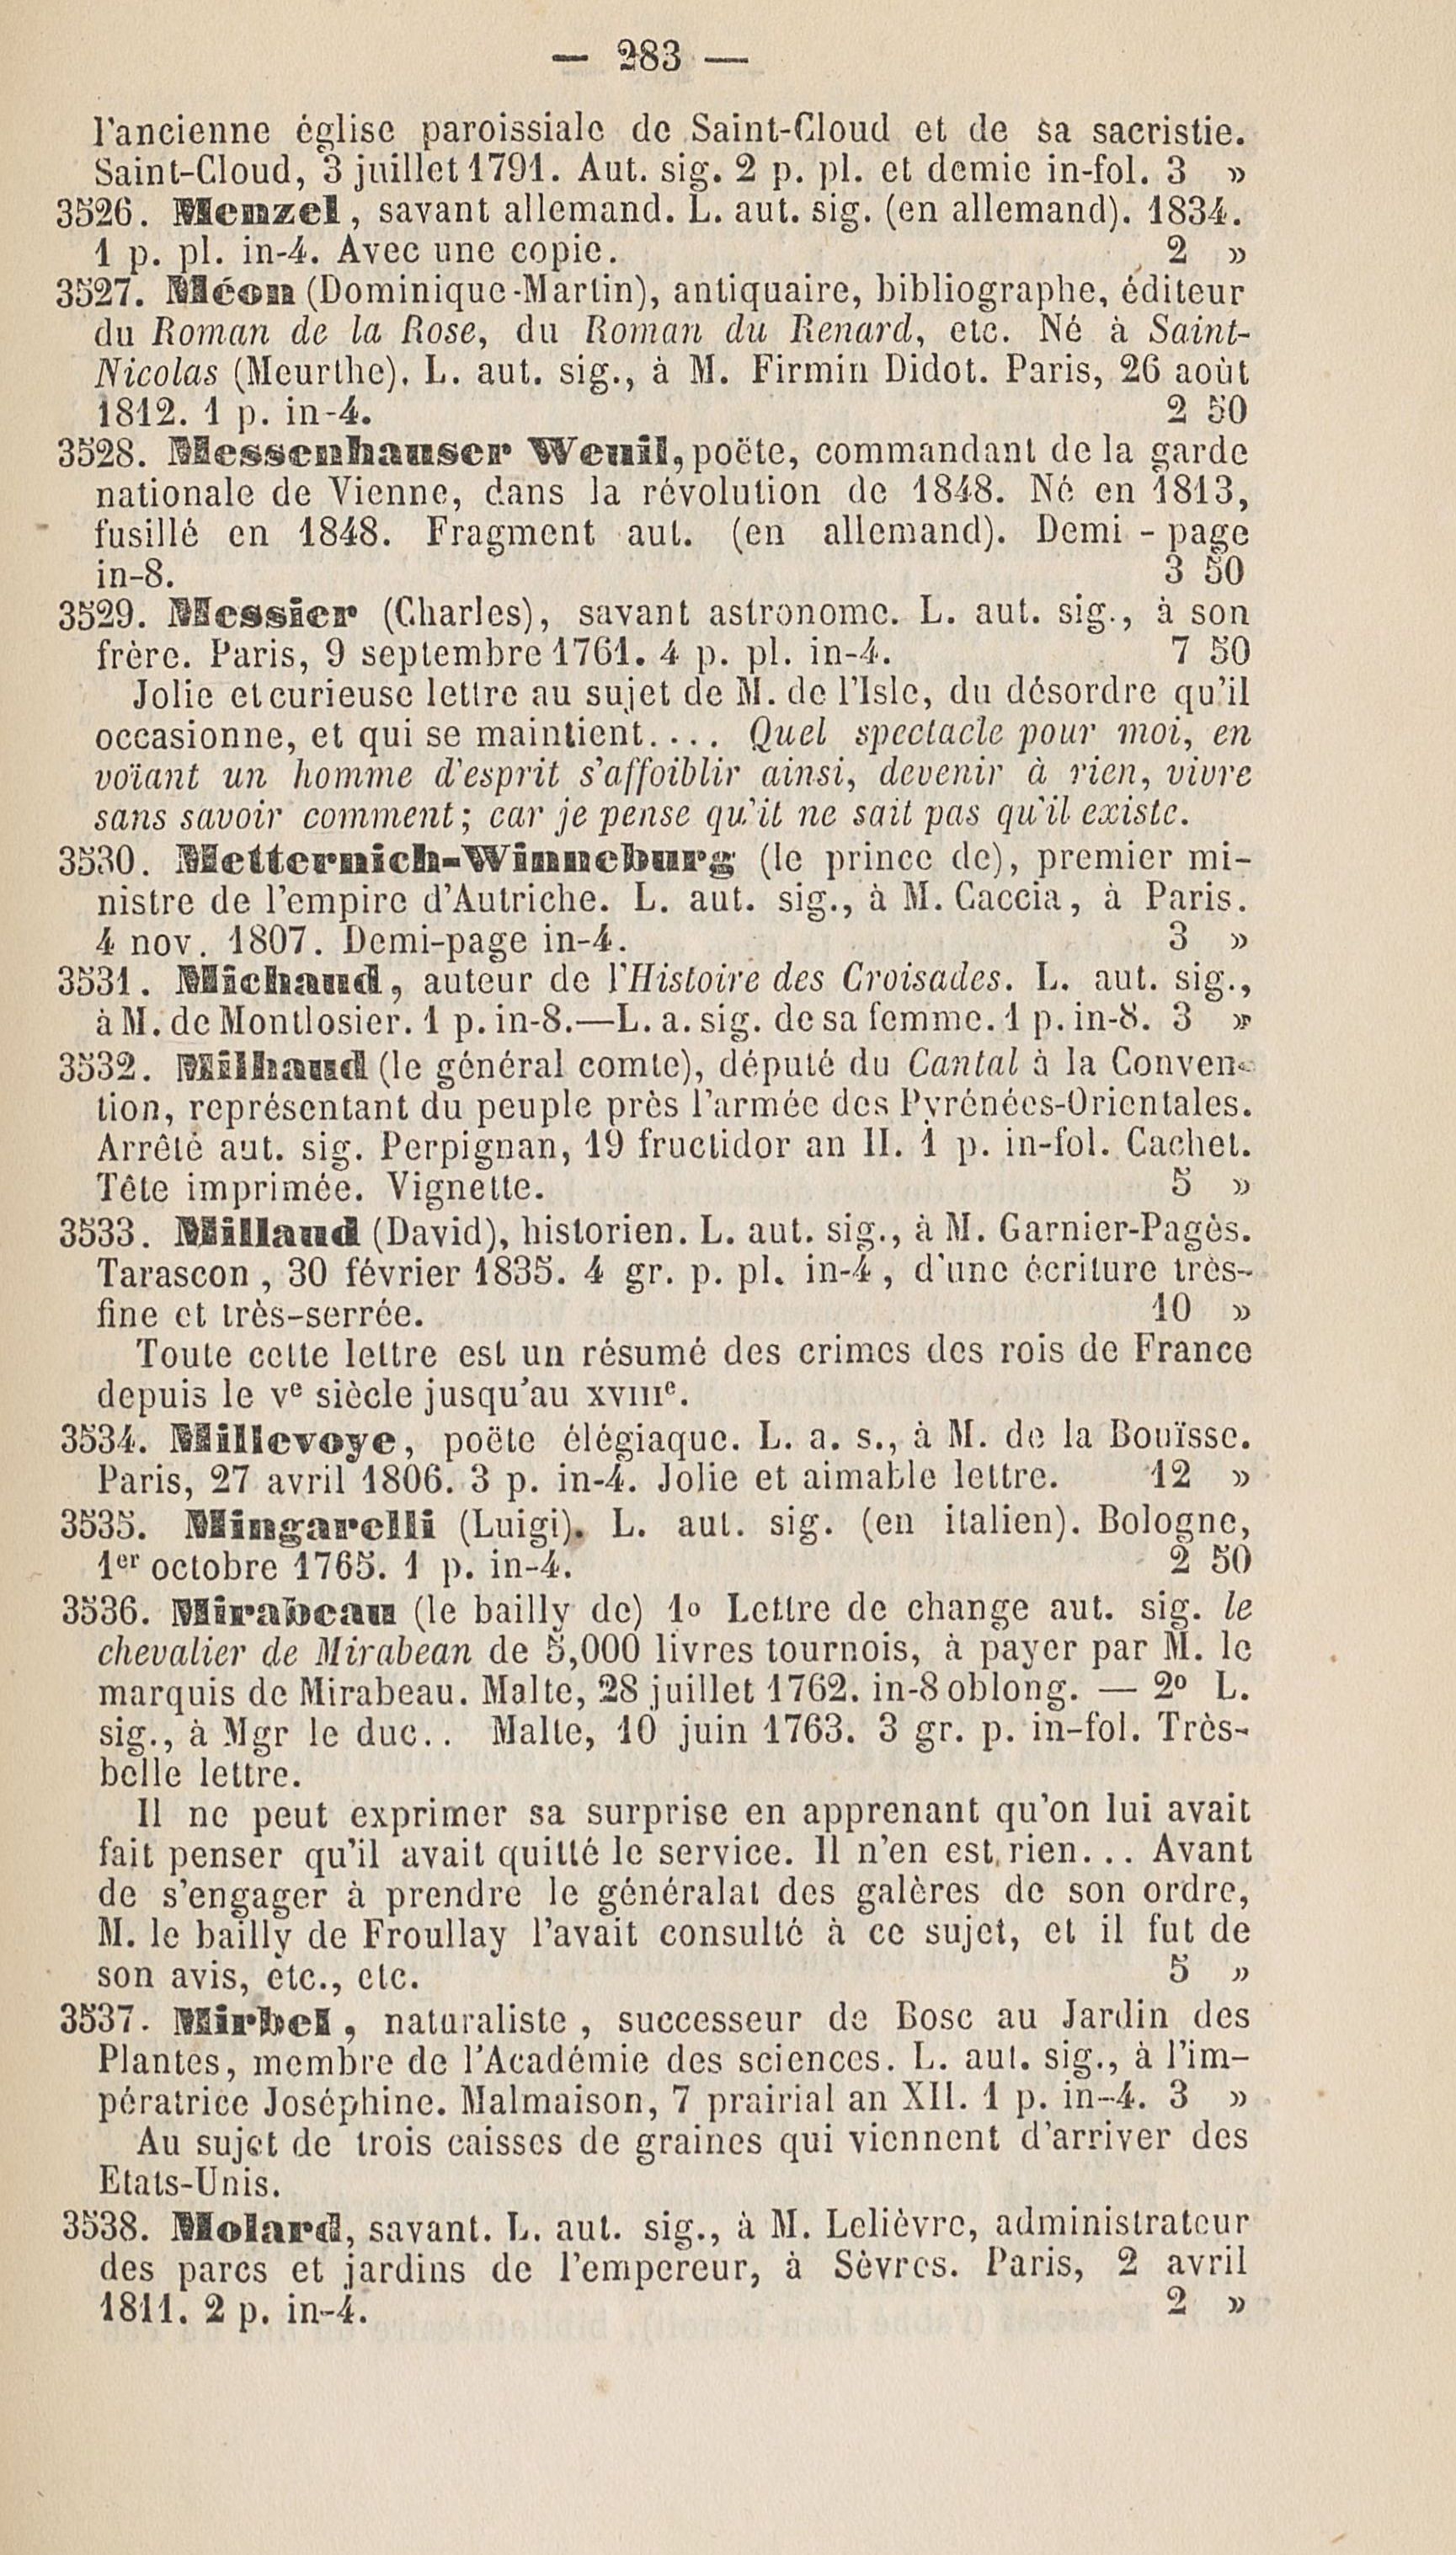 — 283 —
l'ancienne église paroissiale de Saint-Cloud et de sa sacristie.
Saint-Cloud, 3 juillet 1791. Aut. sig. 2 p. pl. et demie in-fol. 3 »
3526. Menzel, savant allemand. L. aut. sig. (en allemand). 1834.
1 p. pl. in-4. Avec une copie. 2 »
3527. Méon (Dominique-Martin), antiquaire, bibliographe, éditeur
du Roman de la Rose, du Roman du Renard, etc. Né à Saint-
Nicolas (Meurthe). L. aut. sig., à M. Firmin Didot. Paris, 26 août
1812. 1 p. in-4. 2 50
3528. Messenhauser Weuil, poëte, commandant de la garde
nationale de Vienne, dans la révolution de 1848. Né en 1813,
fusillé en 1848. Fragment aut. (en allemand). Demi - page
in-8. 3 50
3529. Messier (Charles), savant astronome. L. aut. sig., à son
frère. Paris, 9 septembre 1761. 4 p. pl. in-4. 7 50
Jolie et curieuse lettre au sujet de M. de l'Isle, du désordre qu'il
occasionne, et qui se maintient.... Quel spectacle pour moi, en
voïant un homme d'esprit s'affoiblir ainsi, devenir à rien, vivre
sans savoir comment; car je pense qu'il ne sait pas qu'il existe.
3530. Metternich-Winneburg (le prince de), premier mi-
nistre de l'empire d'Autriche. L. aut. sig., à M. Caccia, à Paris.
4 nov. 1807. Demi-page in-4. 3 »
3531. Michaud, auteur de l'Histoire des Croisades. L. aut. sig.,
à M. de Montlosier. 1 p. in-8.—L. a. sig. de sa femme. 1 p. in-8. 3 »
3532. Milhaud (le général comte), député du Cantal à la Conven-
tion, représentant du peuple près l'armée des Pyrénées-Orientales.
Arrêté aut. sig. Perpignan, 19 fructidor an II. 1 p. in-fol. Cachet.
Tête imprimée. Vignette. 5 »
3533. Millaud (David), historien. L. aut. sig., à M. Garnier-Pagès.
Tarascon, 30 février 1835. 4 gr. p. pl. in-4, d'une écriture très-
fine et très-serrée. 10 »
Toute cette lettre est un résumé des crimes des rois de France
depuis le ve siècle jusqu'au xviiie.
3534. Millevoye, poëte élégiaque. L. a. s., à M. de la Bouïsse.
Paris, 27 avril 1806. 3 p. in-4. Jolie et aimable lettre. 12 »
3535. Mingarelli (Luigi). L. aut. sig. (en italien). Bologne,
1er octobre 1765. 1 p. in-4. 2 50
3536. Mirabeau (le bailly de) 1o Lettre de change aut. sig. le
chevalier de Mirabean de 5,000 livres tournois, à payer par M. le
marquis de Mirabeau. Malte, 28 juillet 1762. in-8 oblong. — 2o L.
sig., à Mgr le duc.. Malte, 10 juin 1763. 3 gr. p. in-fol. Très-
belle lettre.
Il ne peut exprimer sa surprise en apprenant qu'on lui avait
fait penser qu'il avait quitté le service. Il n'en est rien... Avant
de s'engager à prendre le généralat des galères de son ordre,
M. le bailly de Froullay l'avait consulté à ce sujet, et il fut de
son avis, etc., etc. 5 »
3537. Mirbel, naturaliste, successeur de Bosc au Jardin des
Plantes, membre de l'Académie des sciences. L. aut. sig., à l'im-
pératrice Joséphine. Malmaison, 7 prairial an XII. 1 p. in-4. 3 »
Au sujet de trois caisses de graines qui viennent d'arriver des
Etats-Unis.
3538. Molard, savant. L. aut. sig., à M. Lelièvre, administrateur
des parcs et jardins de l'empereur, à Sèvres. Paris, 2 avril
1811. 2 p. in-4. 2 »